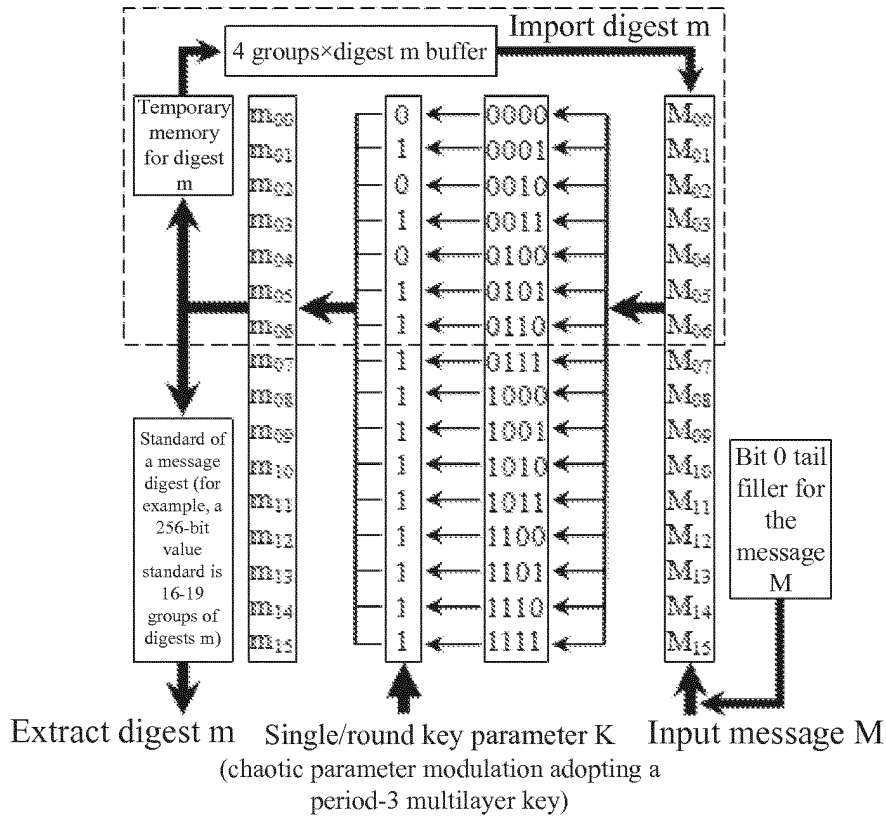 Import digest m
4 groups×digest m buffer
Temporary
memory
for digest
m
m00 0 0000 M00
m01 1 0001 M01
m02 0 0010 M02
m03 1 0011 M03
m04 0 0100 M04
m05 1 0101 M05
m06 1 0110 M06
m07 1 0111 M07
m08 1 1000 M08
m09 1 1001 M09
m10 1 1010 M10
m11 1 1011 M11
m12 1 1100 M12
m13 1 1101 M13
m14 1 1110 M14
m15 1 1111 M15
Standard of
a message
digest (for
example, a
256-bit
value
standard is
16-19
groups of
digests m)
Bit 0 tail
filler for
the
message
M
Extract digest m
Single/round key parameter K
(chaotic parameter modulation adopting a
period-3 multilayer key)
Input message M